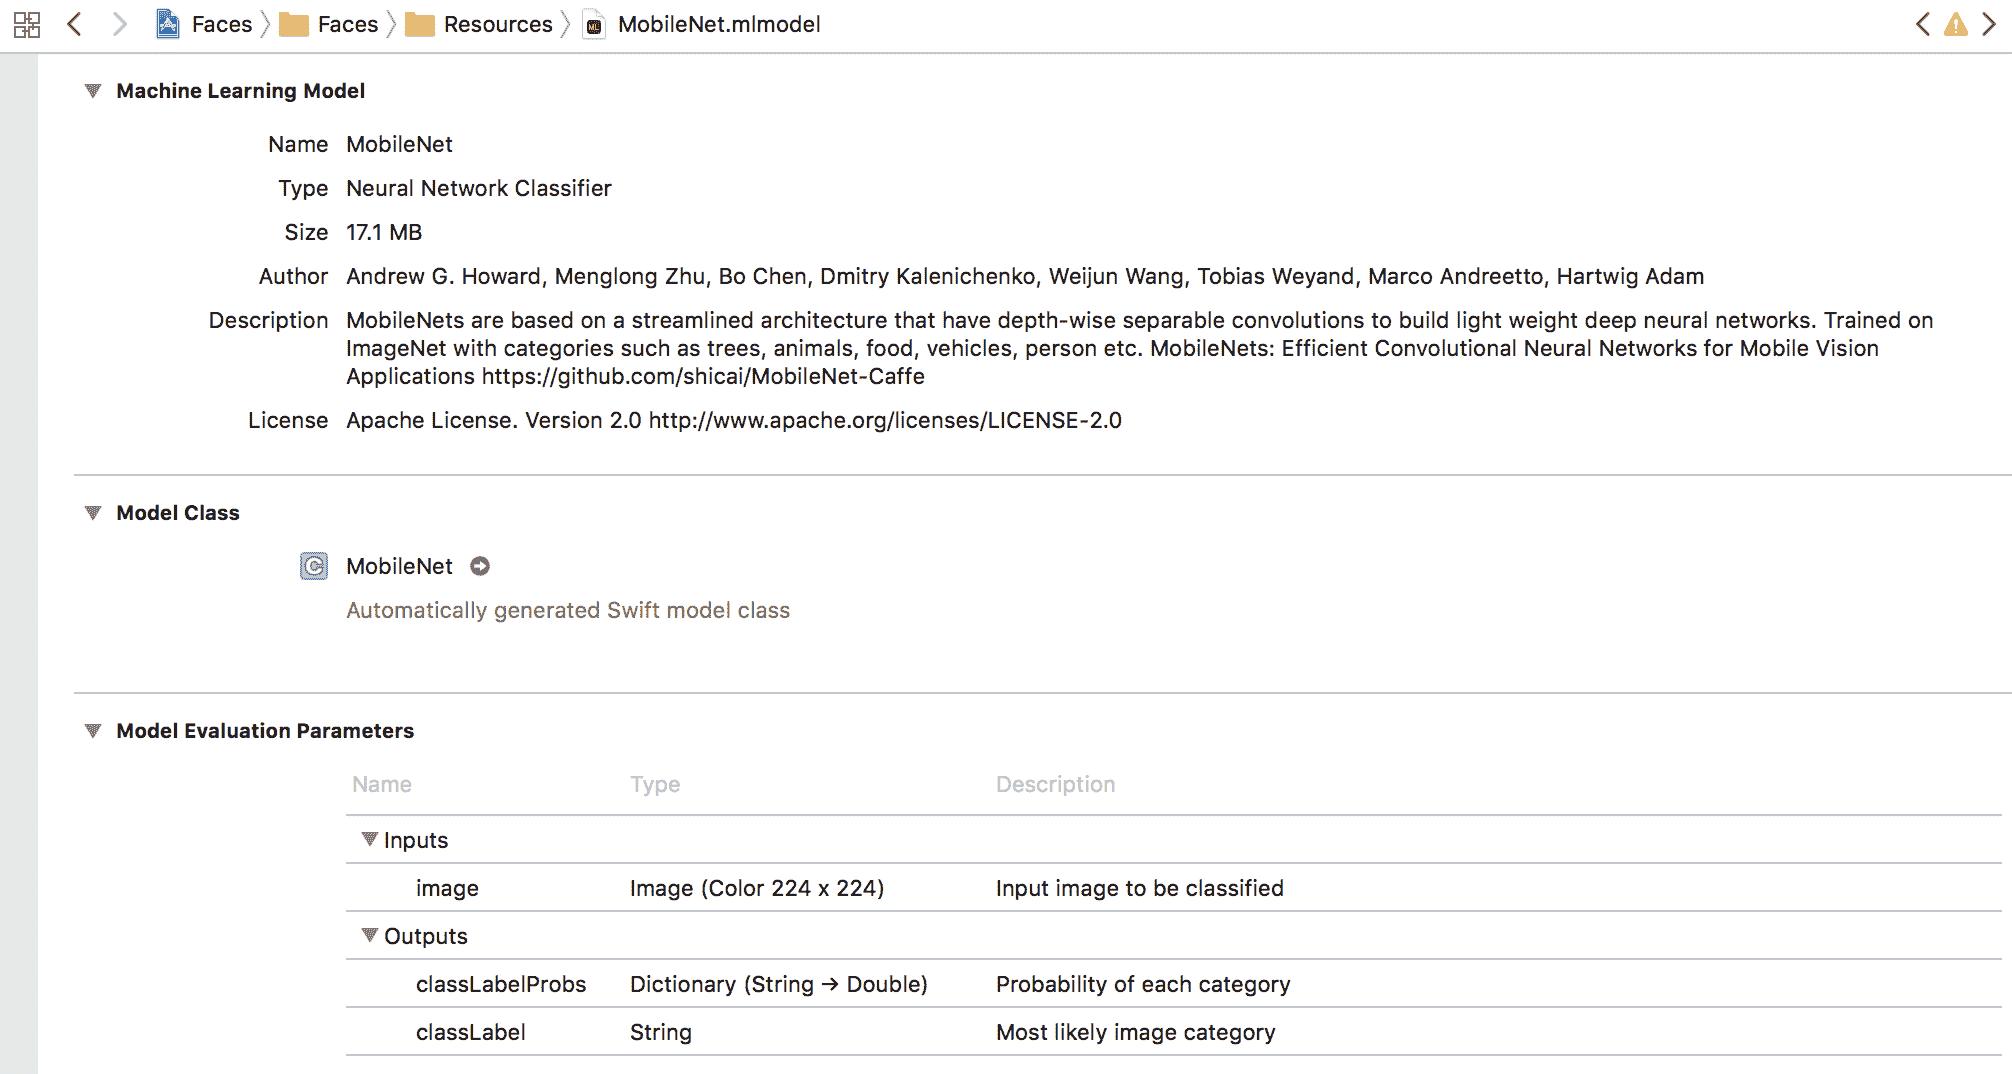 Faces Faces Resources MobileNet.mlmodel
Machine Learning Model
Name MobileNet
Type Neural Network Classifier
Size 17.1 MB
Author Andrew G. Howard, Menglong Zhu, Bo Chen, Dmitry Kalenichenko, Weijun Wang, Tobias Weyand, Marco Andreetto, Hartwig Adam
Description MobileNets are based on a streamlined architecture that have depth-wise separable convolutions to build light weight deep neural networks. Trained on
ImageNet with categories such as trees, animals, food, vehicles, person etc. MobileNets: Efficient Convolutional Neural Networks for Mobile Vision
Applications https://github.com/shicai/MobileNet-Caffe
License Apache License. Version 2.0 http://www.apache.org/licenses/LICENSE-2.0
Model Class
C MobileNet
Automatically generated Swift model class
Model Evaluation Parameters
Name Type Description
Inputs
image Image (Color 224 x 224) Input image to be classified
Outputs
classLabelProbs Dictionary (String → Double) Probability of each category
classLabel String Most likely image category